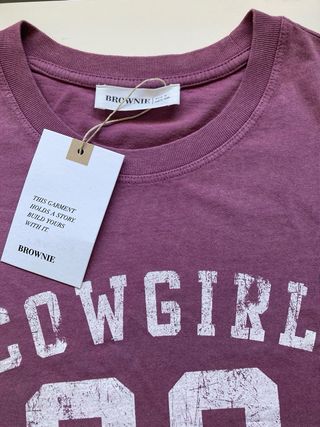 BROWNIE
THIS GARMENT
HOLDS A STORY
BUILD YOURS
WITH IT.
BROWNIE
COWGIRL